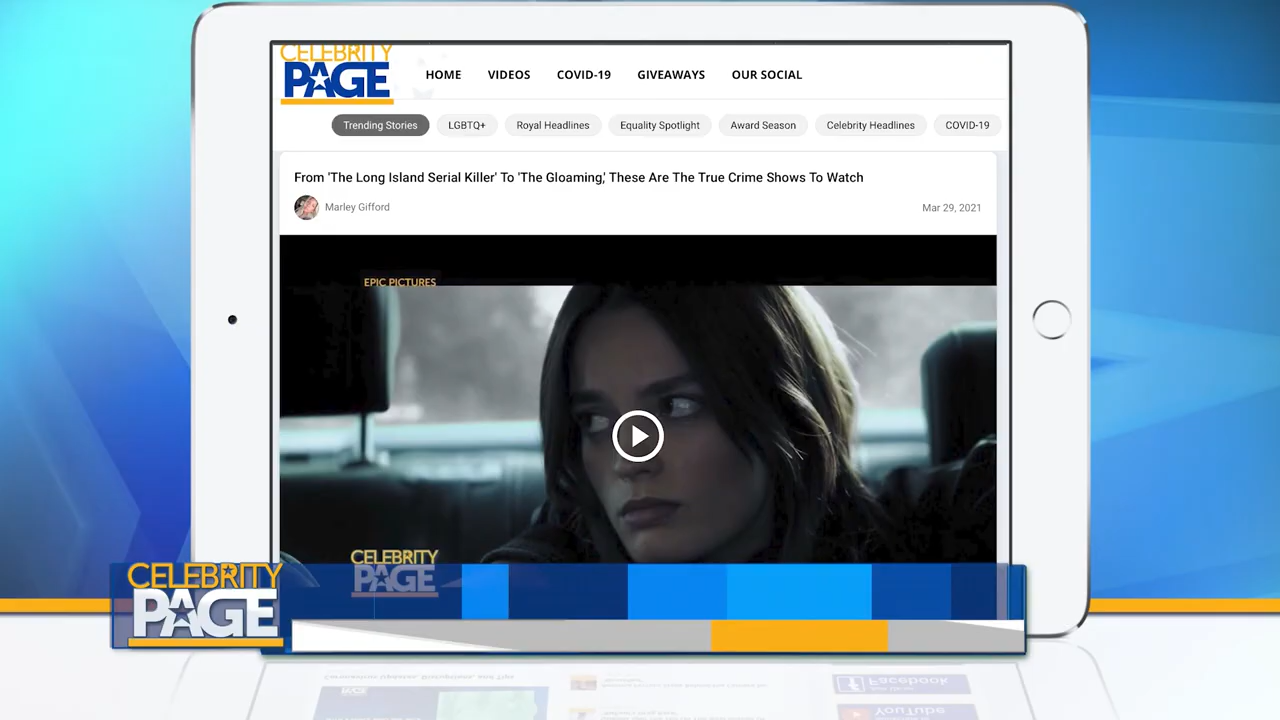 CELEBRITY
PAGE
HOME VIDEOS COVID-19 GIVEAWAYS OUR SOCIAL
Trending Stories LGBTQ+ Royal Headlines Equality Spotlight Award Season Celebrity Headlines COVID-19
From 'The Long Island Serial Killer' To 'The Gloaming,' These Are The True Crime Shows To Watch
Marley Gifford Mar 29, 2021
EPIC PICTURES
CELEBRITY
PAGE
CELEBRITY
PAGE
Facebook
YouTube